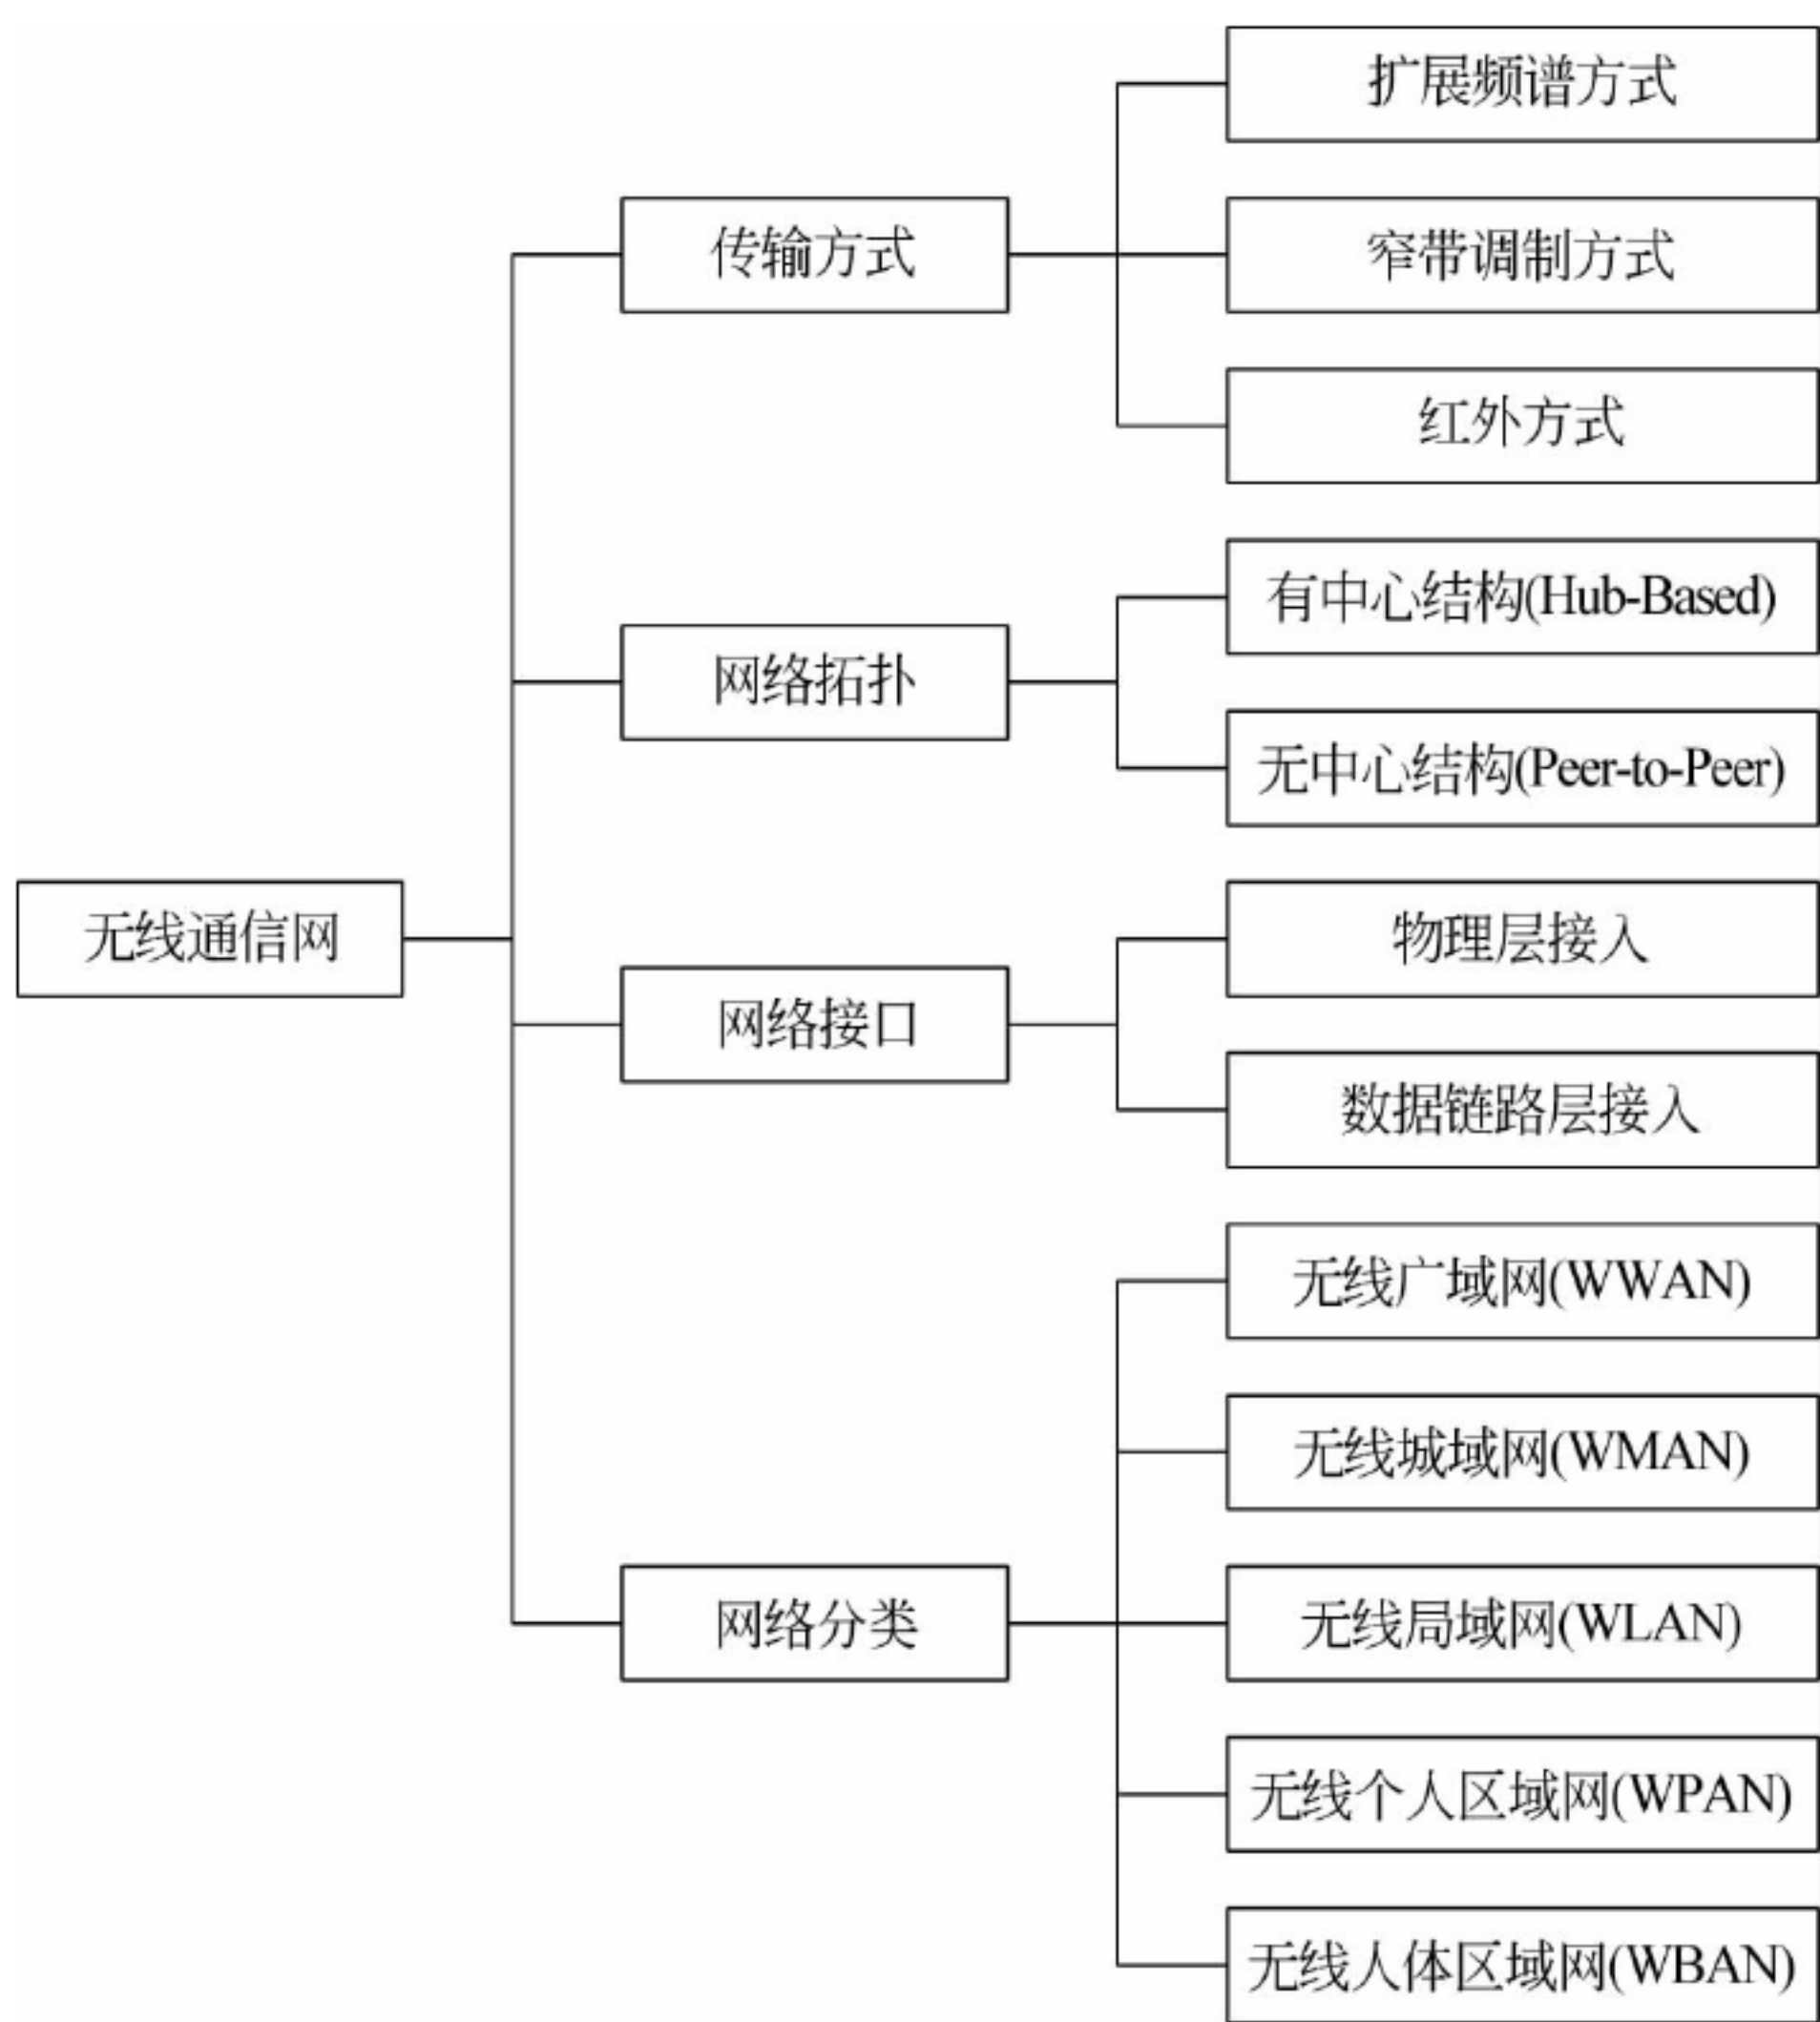 扩展频谱方式
传输方式
窄带调制方式
红外方式
有中心结构(Hub-Based)
网络拓扑
无中心结构(Peer-to-Peer)
无线通信网
物理层接入
网络接口
数据链路层接入
无线广域网(WWAN)
无线城域网(WMAN)
网络分类
无线局域网(WLAN)
无线个人区域网(WPAN)
无线人体区域网(WBAN)